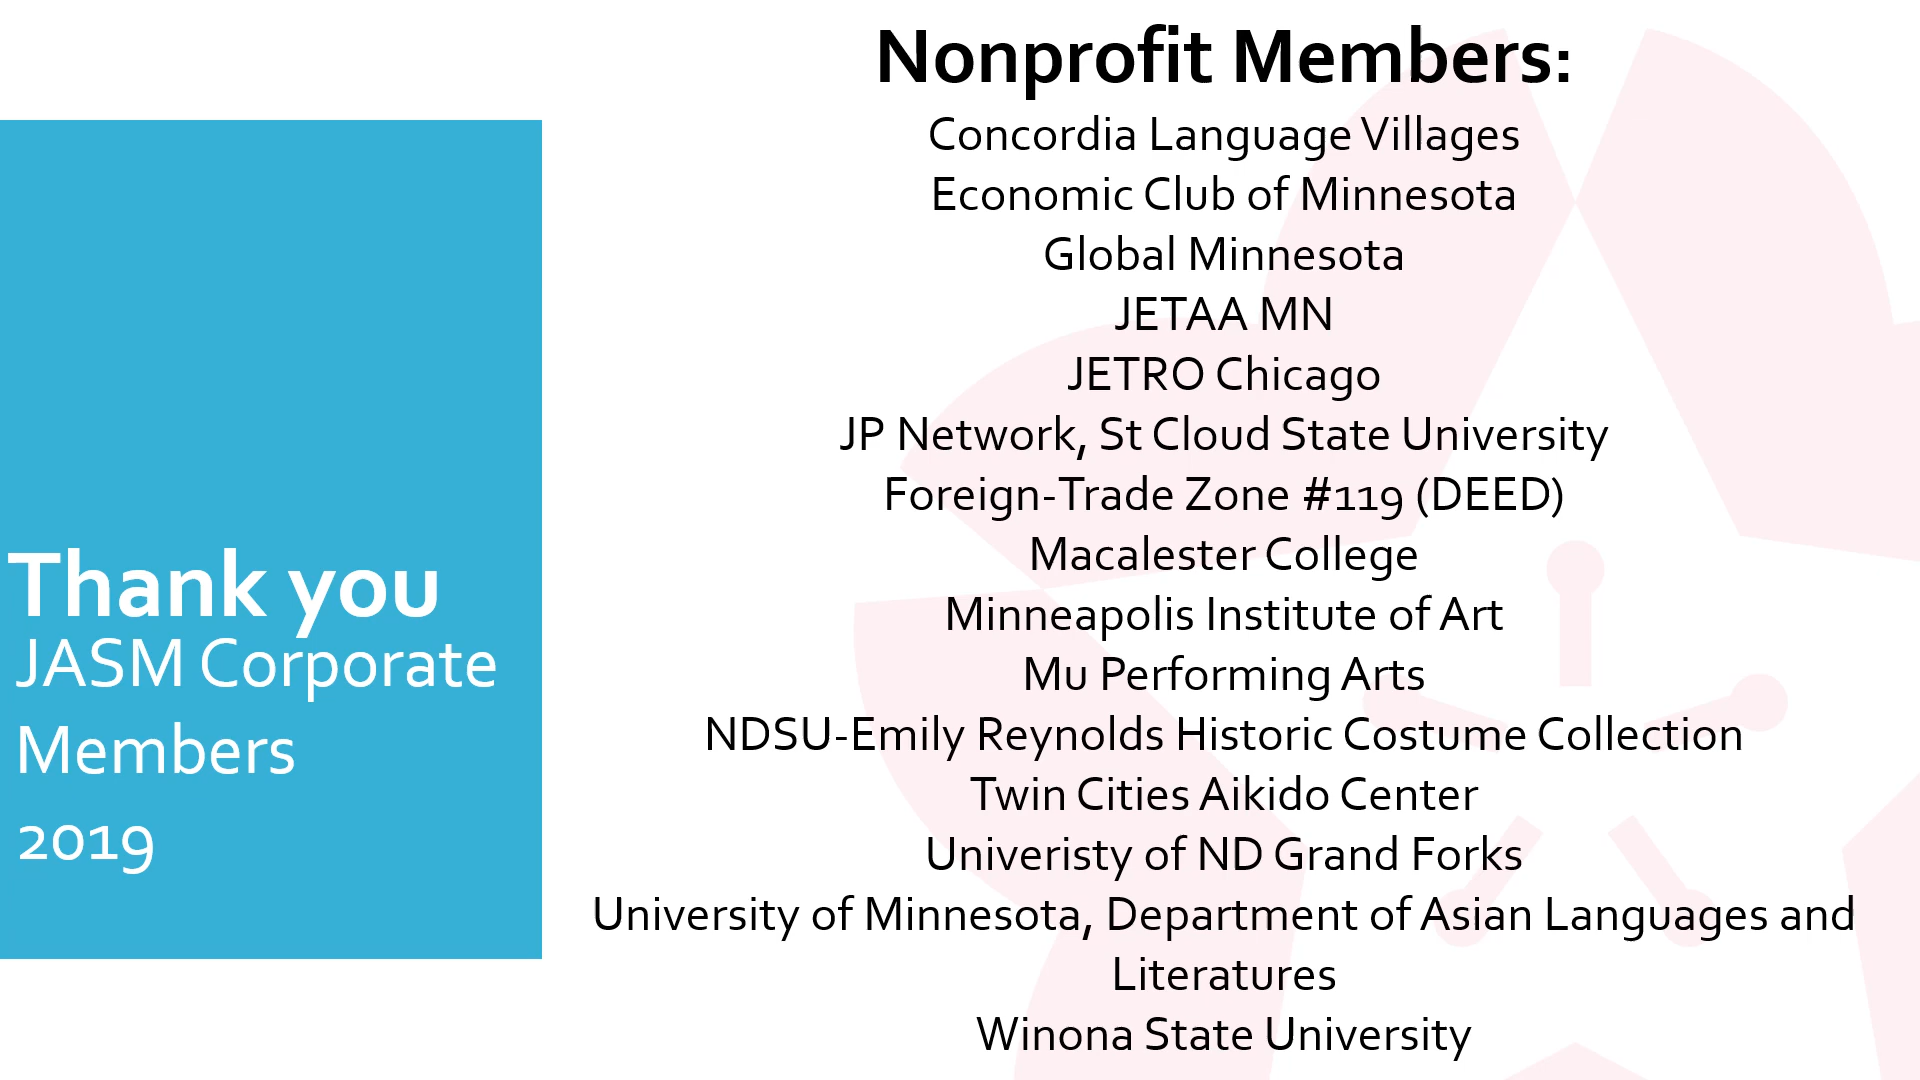 Thank you
JASM Corporate
Members
2019
Nonprofit Members:
Concordia Language Villages
Economic Club of Minnesota
Global Minnesota
JETAA MN
JETRO Chicago
JP Network, St Cloud State University
Foreign-Trade Zone #119 (DEED)
Macalester College
Minneapolis Institute of Art
Mu Performing Arts
NDSU-Emily Reynolds Historic Costume Collection
Twin Cities Aikido Center
Univeristy of ND Grand Forks
University of Minnesota, Department of Asian Languages and
Literatures
Winona State University